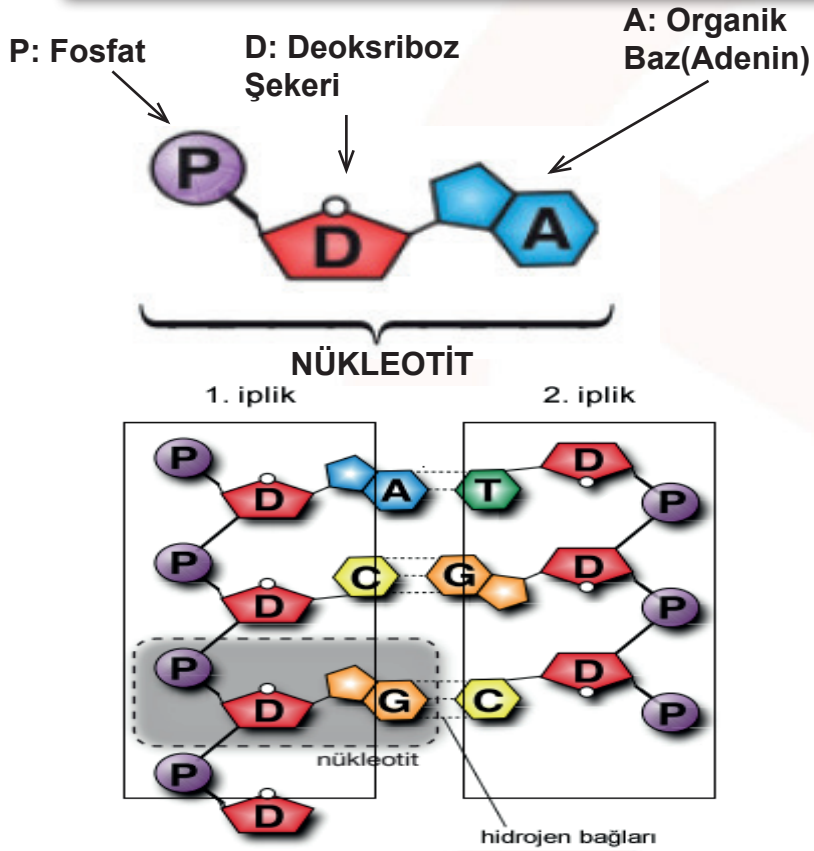 P: Fosfat
D: Deoksriboz
Şekeri
A: Organik
Baz(Adenin)
P
D
A
NÜKLEOTİT
1. iplik
2. iplik
P
D
A
T
D
P
P
D
C
G
D
P
P
D
G
C
D
P
nükleotit
P
D
hidrojen bağları